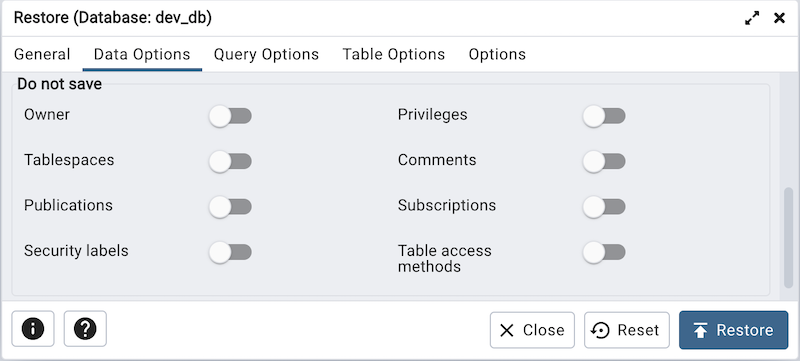 Restore (Database: dev_db)
General Data Options Query Options Table Options Options
Do not save
Owner Privileges
Tablespaces Comments
Publications Subscriptions
Security labels Table access
methods
Close Reset Restore